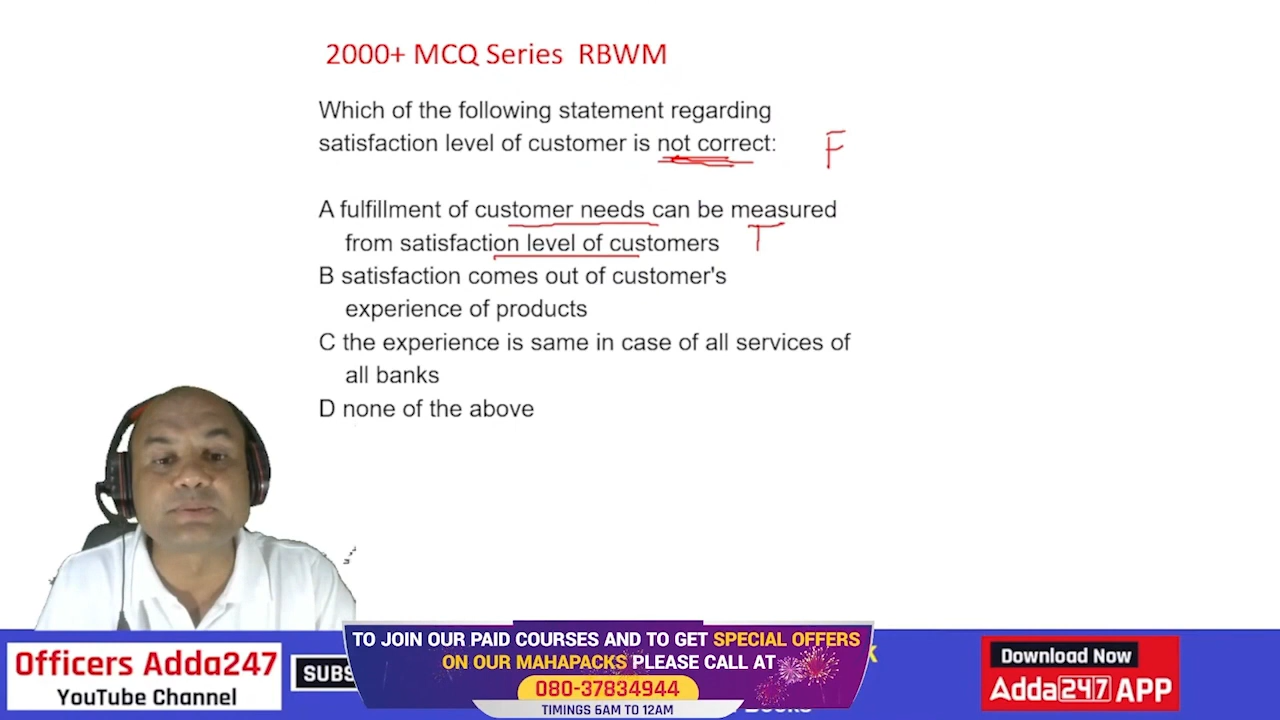 2000+ MCQ Series RBWM
Which of the following statement regarding
satisfaction level of customer is not correct:
F
A fulfillment of customer needs can be measured
from satisfaction level of customers
T
B satisfaction comes out of customer's
experience of products
C the experience is same in case of all services of
all banks
D none of the above
Officers Adda247
YouTube Channel
SUBS
TO JOIN OUR PAID COURSES AND TO GET SPECIAL OFFERS
ON OUR MAHAPACKS PLEASE CALL AT
080-37834944
TIMINGS 6AM TO 12AM
Download Now
Adda247 APP